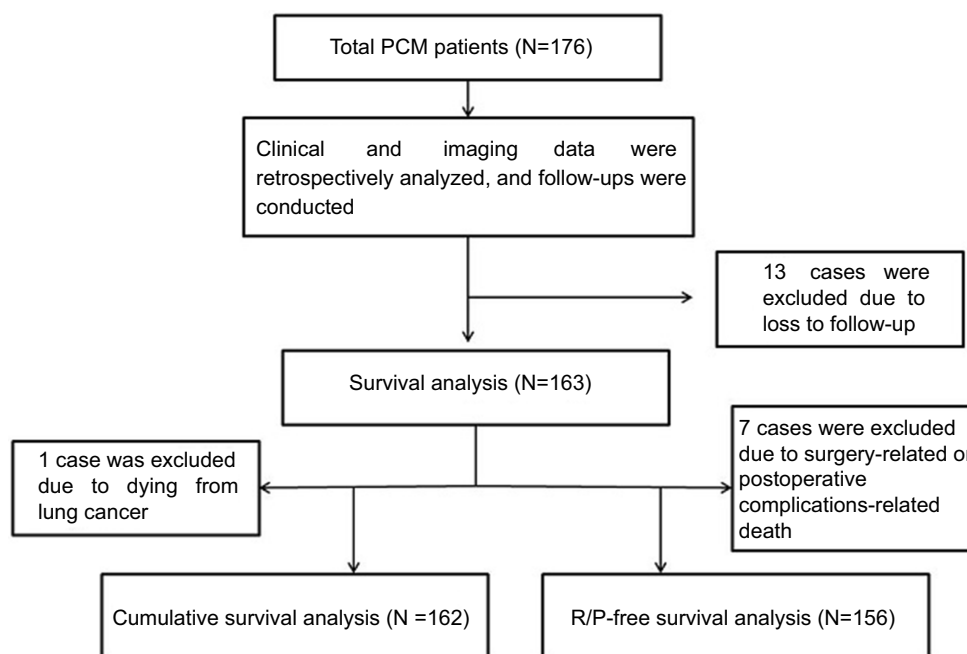 Total PCM patients (N=176)
Clinical and imaging data were
retrospectively analyzed, and follow-ups were
conducted
13 cases were
excluded due to
loss to follow-up
Survival analysis (N=163)
1 case was excluded
due to dying from
lung cancer
7 cases were excluded
due to surgery-related or
postoperative
complications-related
death
Cumulative survival analysis (N =162)
R/P-free survival analysis (N=156)